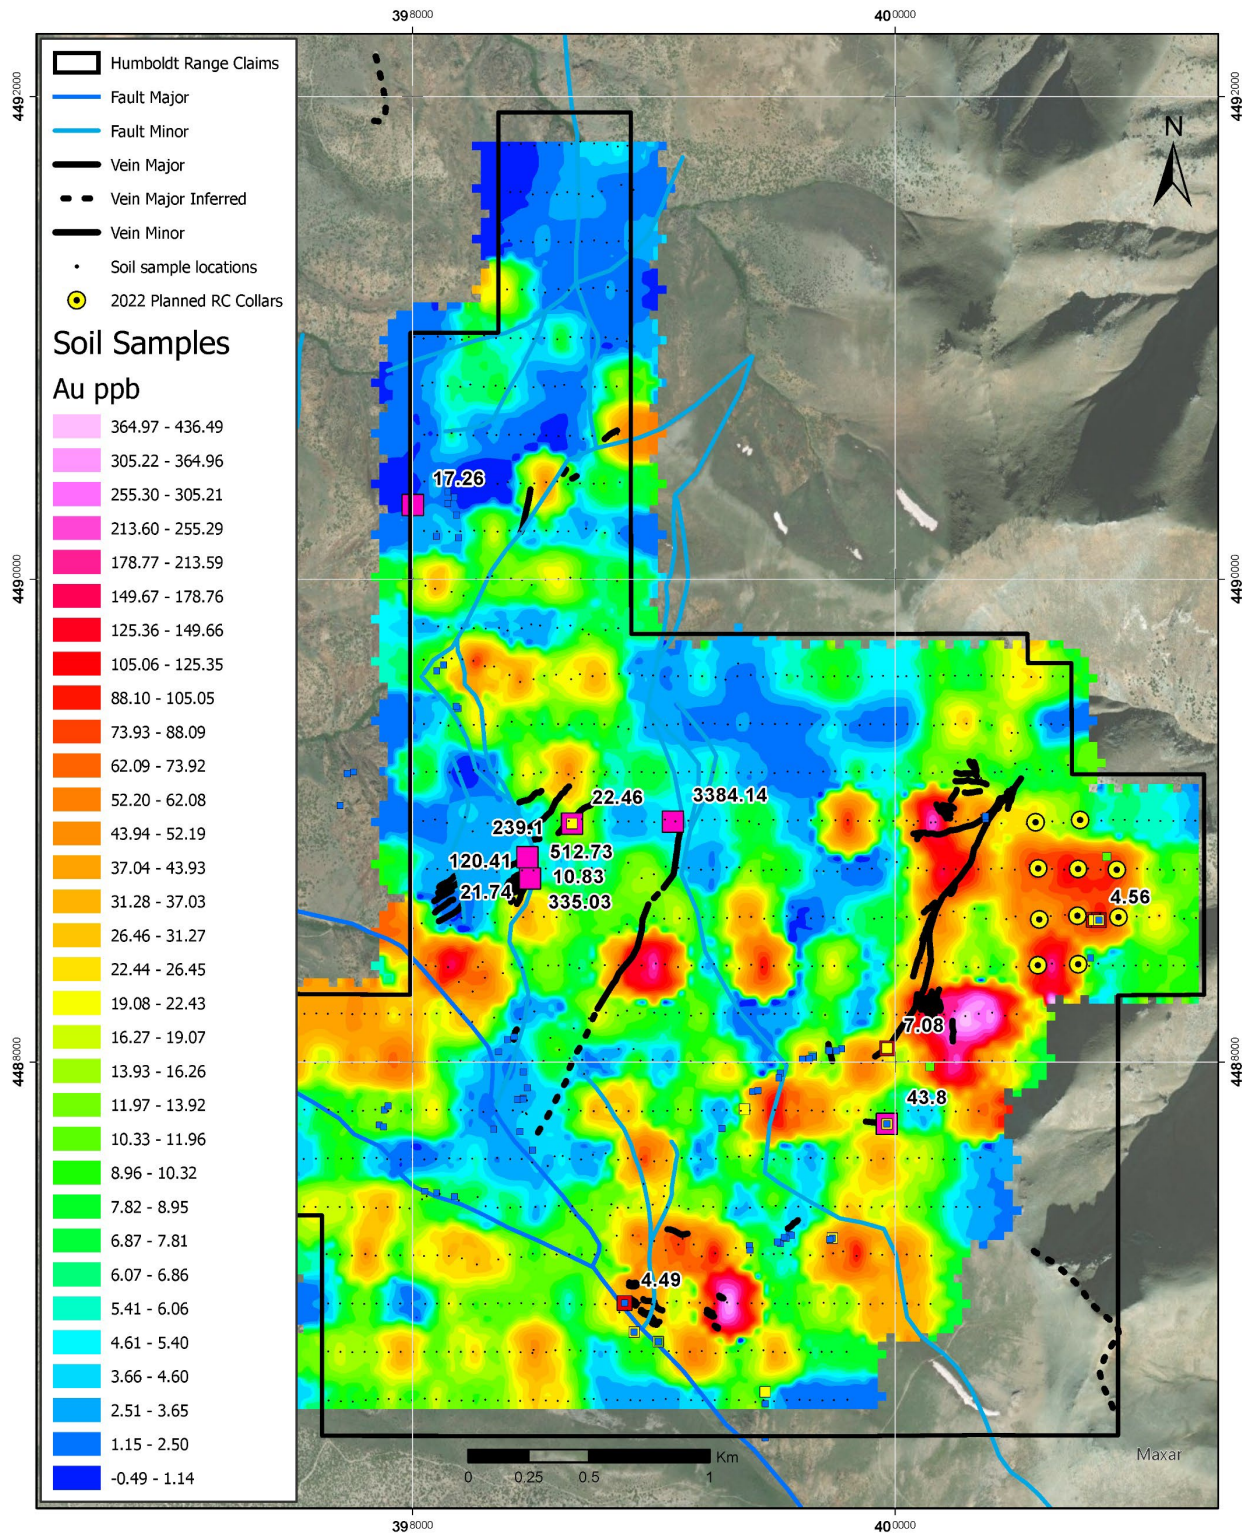 398000
400000
4492000
4492000
Humboldt Range Claims
Fault Major
Fault Minor
Vein Major
Vein Major Inferred
Vein Minor
Soil sample locations
2022 Planned RC Collars
N
Soil Samples
Au ppb
364.97 - 436.49
305.22 - 364.96
255.30 - 305.21
213.60 - 255.29
178.77 - 213.59
149.67 - 178.76
125.36 - 149.66
105.06 - 125.35
88.10 - 105.05
73.93 - 88.09
62.09 - 73.92
52.20 - 62.08
43.94 - 52.19
37.04 - 43.93
31.28 - 37.03
26.46 - 31.27
22.44 - 26.45
19.08 - 22.43
16.27 - 19.07
13.93 - 16.26
11.97 - 13.92
10.33 - 11.96
8.96 - 10.32
7.82 - 8.95
6.87 - 7.81
6.07 - 6.86
5.41 - 6.06
4.61 - 5.40
3.66 - 4.60
2.51 - 3.65
1.15 - 2.50
-0.49 - 1.14
17.26
4490000
4490000
22.46
3384.14
239.1
512.73
120.41
10.83
21.74
335.03
4.56
7.08
4488000
4488000
43.8
4.49
Km
0 0.25 0.5 1
Maxar
398000
400000